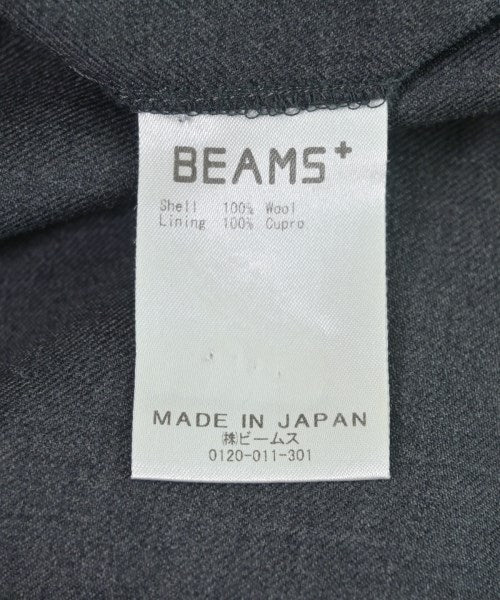 BEAMS+
Shell 100% Wool
Lining 100% Cupro
MADE IN JAPAN
㈱ビームス
0120-011-301